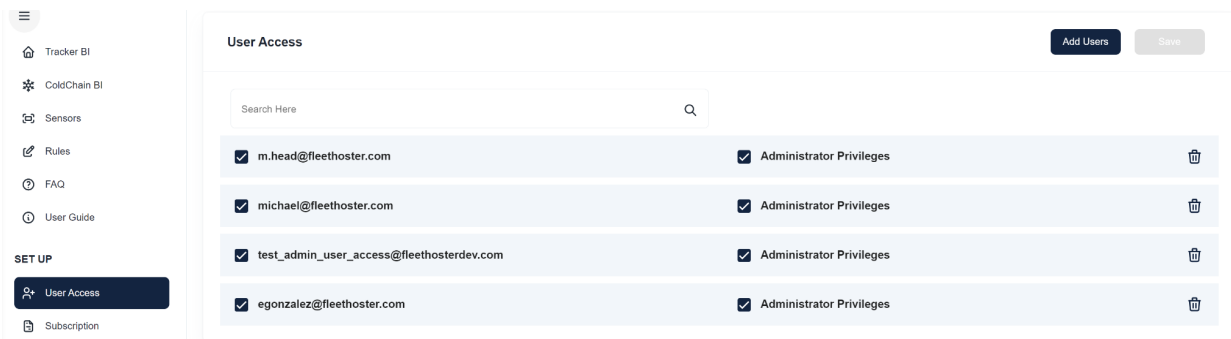 Tracker BI
ColdChain BI
Sensors
Rules
FAQ
User Guide
SET UP
User Access
Subscription
User Access
Add Users
Save
Search Here
m.head@fleethoster.com Administrator Privileges
michael@fleethoster.com Administrator Privileges
test_admin_user_access@fleethosterdev.com Administrator Privileges
egonzalez@fleethoster.com Administrator Privileges